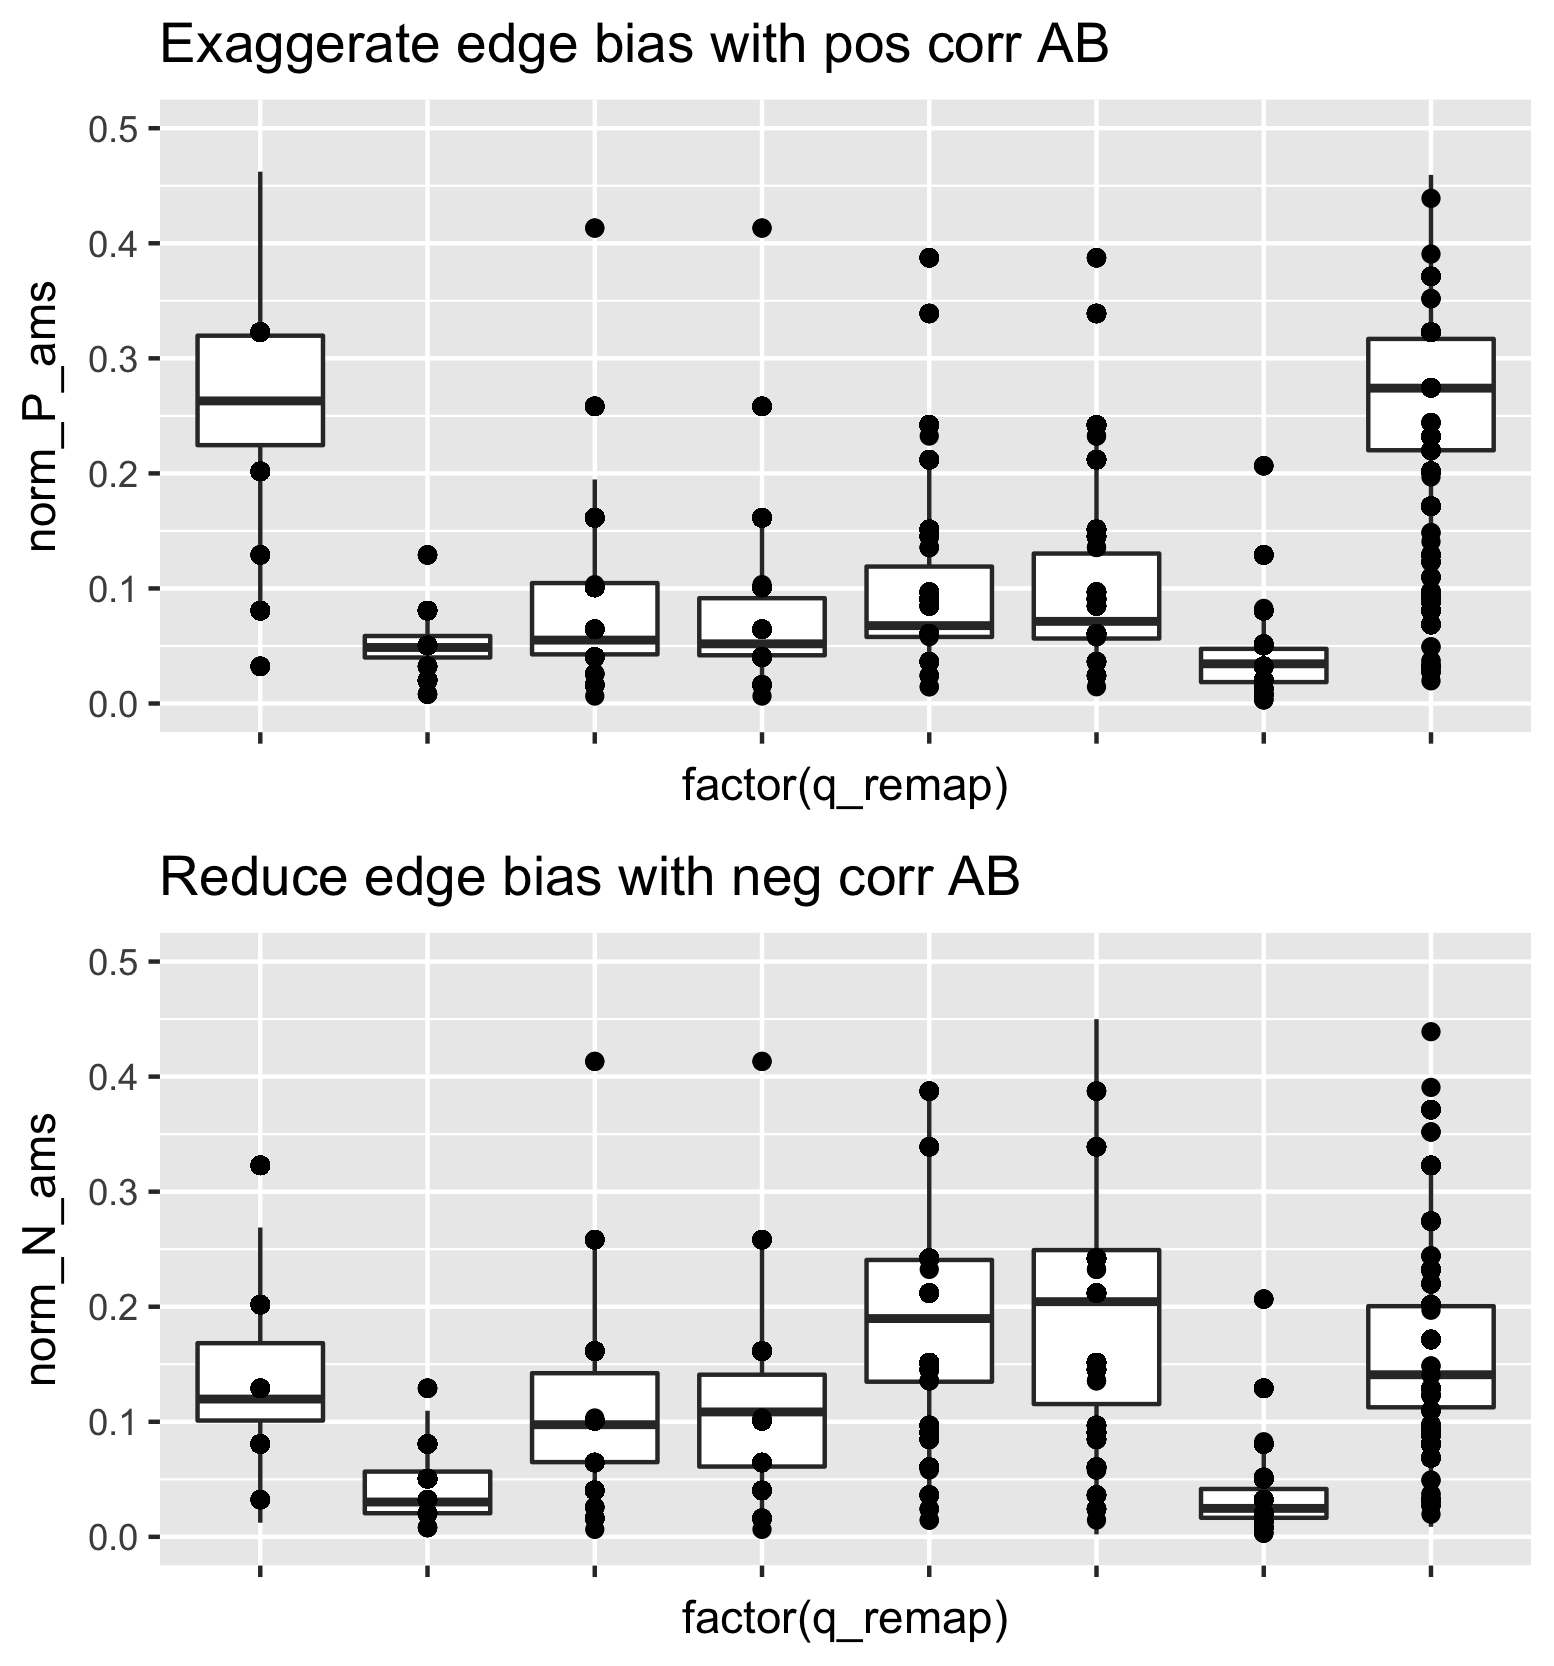 Exaggerate edge bias with pos corr AB
0.5
0.4
0.3
0.2
0.1
0.0
norm_P_ams
factor(q_remap)
Reduce edge bias with neg corr AB
0.5
0.4
0.3
0.2
0.1
0.0
norm_N_ams
factor(q_remap)